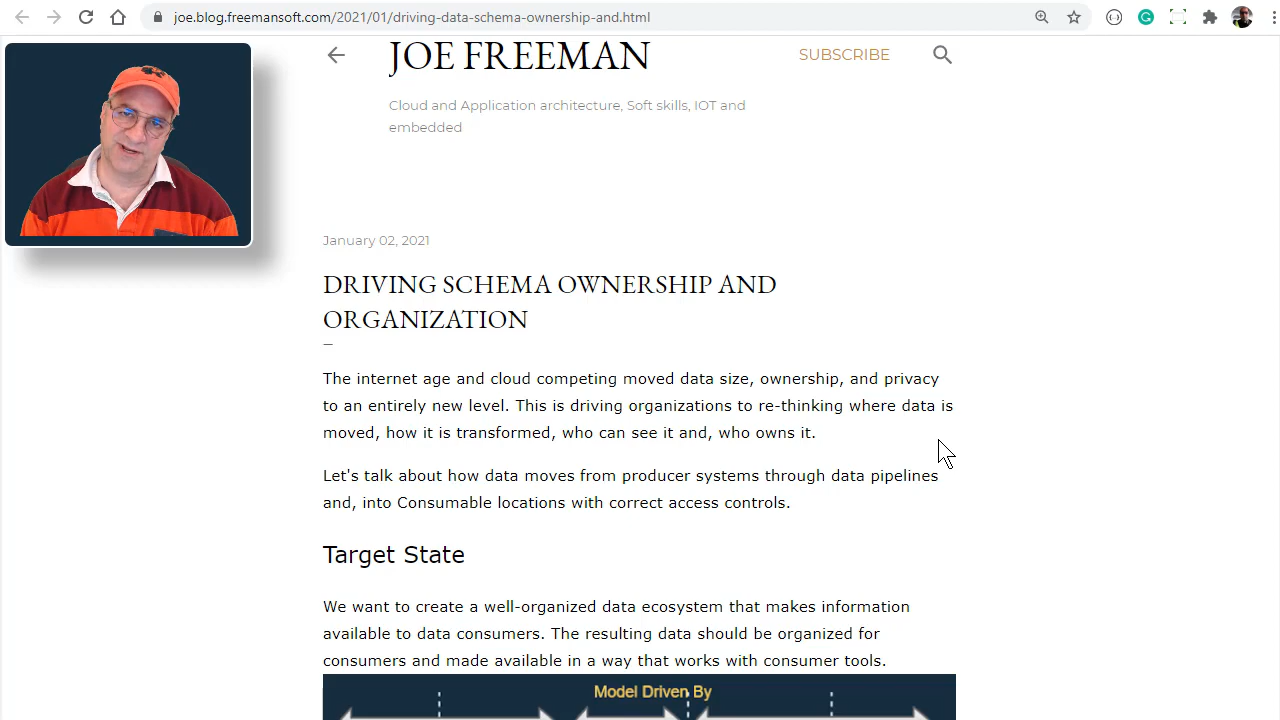 joe.blog.freemansoft.com/2021/01/driving-data-schema-ownership-and.html
JOE FREEMAN
SUBSCRIBE
Cloud and Application architecture, Soft skills, IOT and
embedded
January 02, 2021
DRIVING SCHEMA OWNERSHIP AND
ORGANIZATION
The internet age and cloud competing moved data size, ownership, and privacy
to an entirely new level. This is driving organizations to re-thinking where data is
moved, how it is transformed, who can see it and, who owns it.
Let's talk about how data moves from producer systems through data pipelines
and, into Consumable locations with correct access controls.
Target State
We want to create a well-organized data ecosystem that makes information
available to data consumers. The resulting data should be organized for
consumers and made available in a way that works with consumer tools.
Model Driven By